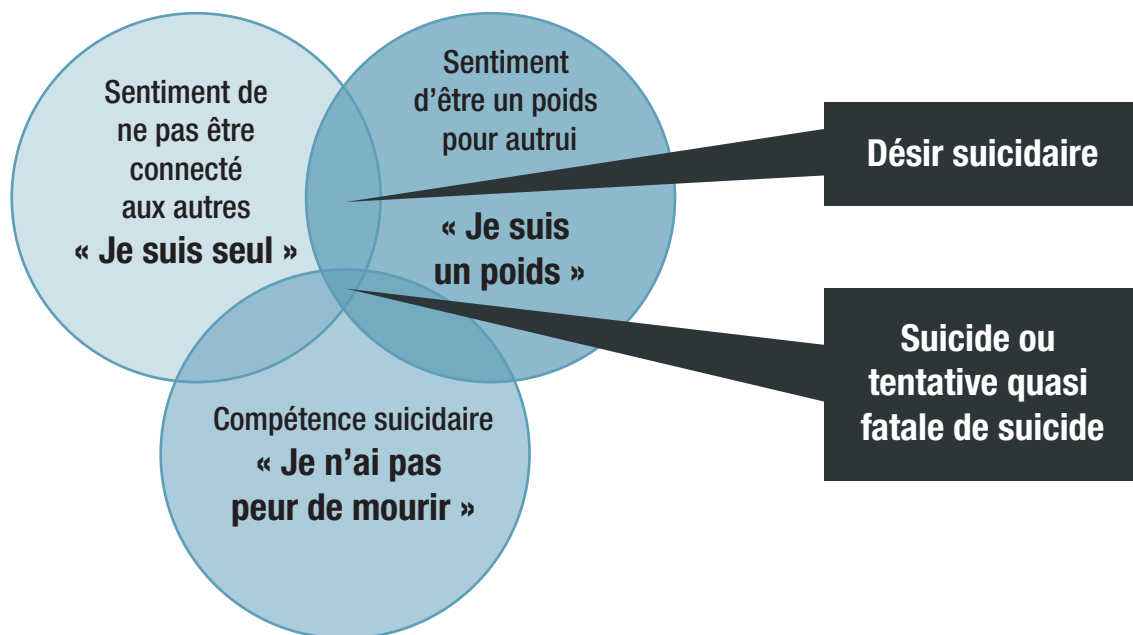 Sentiment de
ne pas être
connecté
aux autres
« Je suis seul »
Sentiment
d’être un poids
pour autrui
« Je suis
un poids »
Compétence suicidaire
« Je n’ai pas
peur de mourir »
Désir suicidaire
Suicide ou
tentative quasi
fatale de suicide